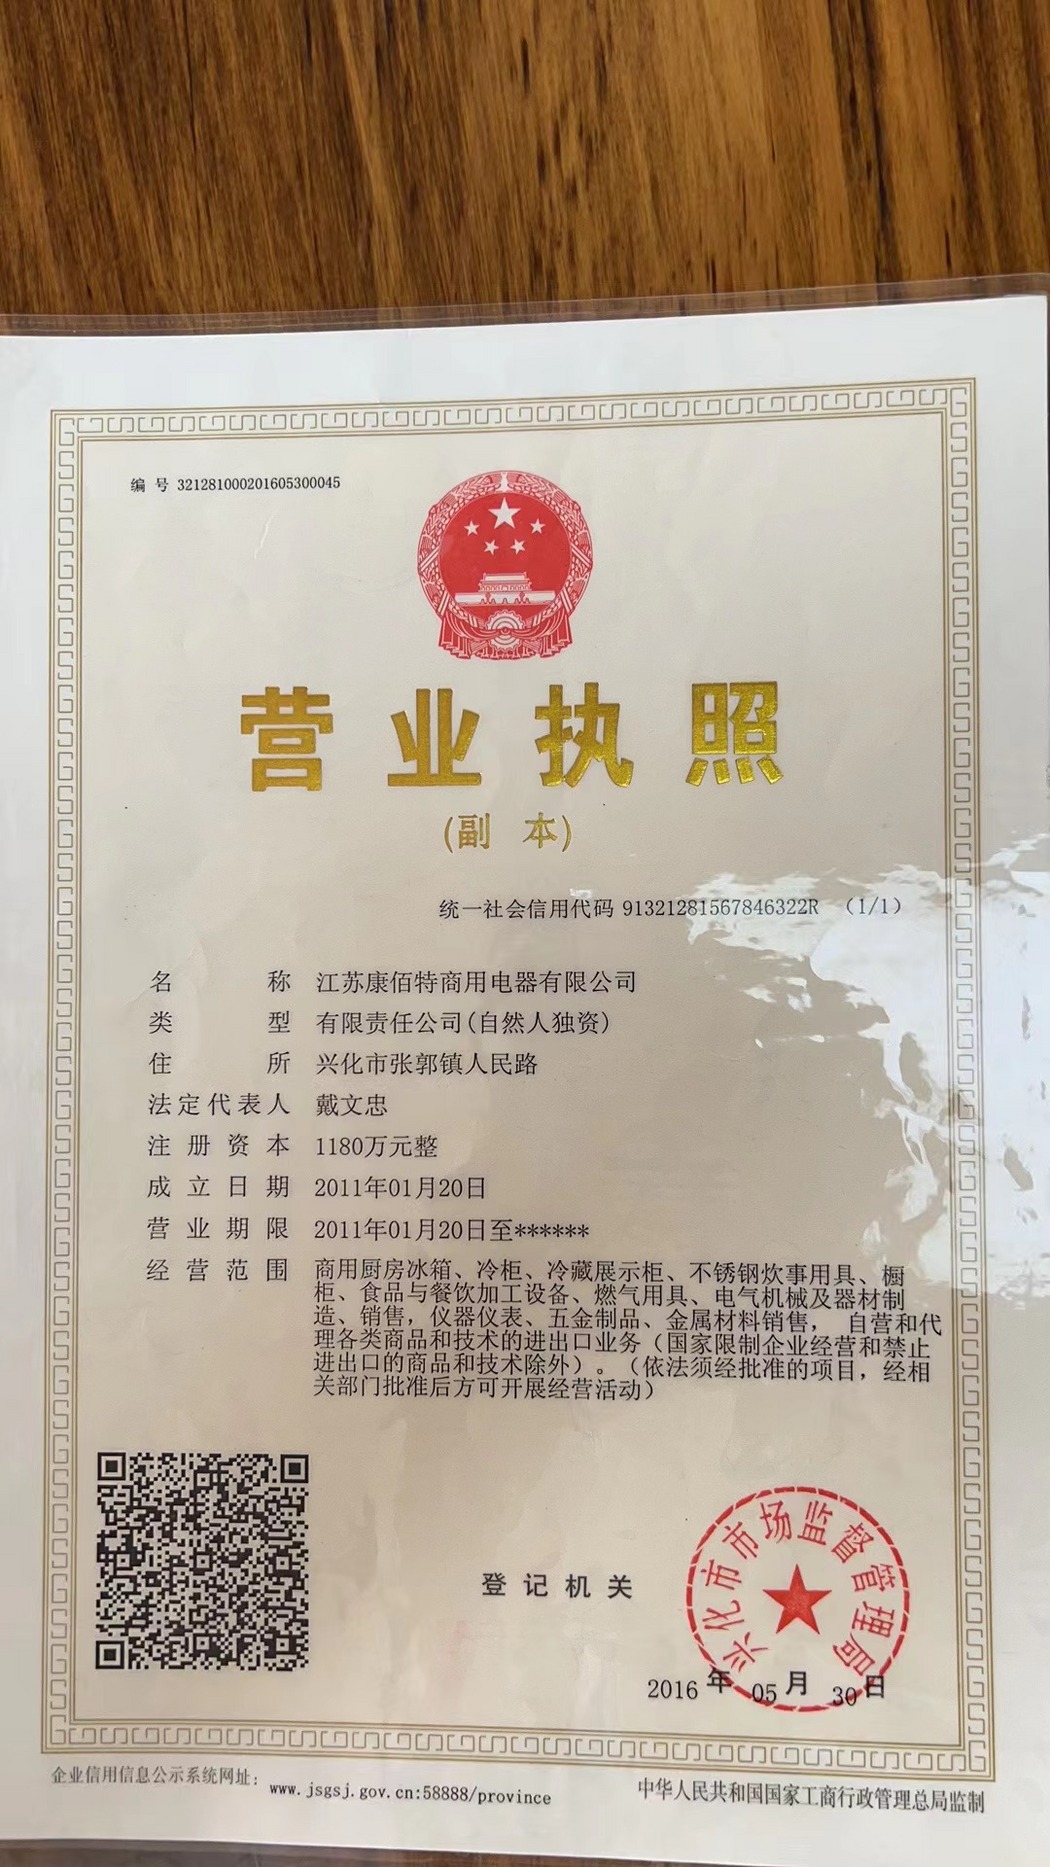 编 号 321281000201605300045
营业执照
(副 本)
统一社会信用代码 91321281567846322R （1/1）
名 称 江苏康佰特商用电器有限公司
类 型 有限责任公司(自然人独资)
住 所 兴化市张郭镇人民路
法定代表人 戴文忠
注册资本 1180万元整
成立日期 2011年01月20日
营业期限 2011年01月20日至******
经营范围 商用厨房冰箱、冷柜、冷藏展示柜、不锈钢炊事用具、橱
柜、食品与餐饮加工设备、燃气用具、电气机械及器材制
造、销售，仪器仪表、五金制品、金属材料销售， 自营和代
理各类商品和技术的进出口业务（国家限制企业经营和禁止
进出口的商品和技术除外）。（依法须经批准的项目，经相
关部门批准后方可开展经营活动）
兴化市市场监督管理局
登记机关
2016 年 05 月 30 日
企业信用信息公示系统网址： www.jsgsj.gov.cn:58888/province
中华人民共和国国家工商行政管理总局监制